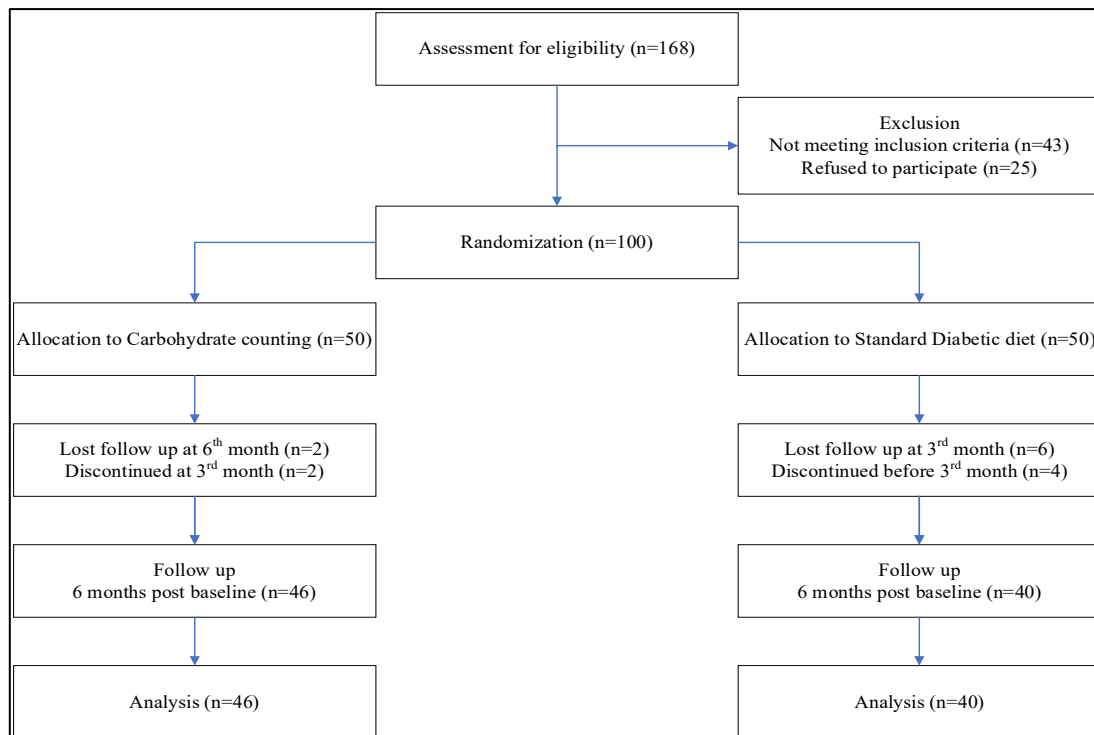 Assessment for eligibility (n=168)
Exclusion
Not meeting inclusion criteria (n=43)
Refused to participate (n=25)
Randomization (n=100)
Allocation to Carbohydrate counting (n=50)
Allocation to Standard Diabetic diet (n=50)
Lost follow up at 6th month (n=2)
Discontinued at 3rd month (n=2)
Lost follow up at 3rd month (n=6)
Discontinued before 3rd month (n=4)
Follow up
6 months post baseline (n=46)
Follow up
6 months post baseline (n=40)
Analysis (n=46)
Analysis (n=40)